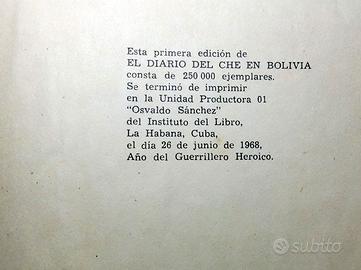 Esta primera edición de
EL DIARIO DEL CHE EN BOLIVIA
consta de 250 000 ejemplares.
Se terminó de imprimir
en la Unidad Productora 01
"Osvaldo Sánchez"
del Instituto del Libro,
La Habana, Cuba,
el día 26 de junio de 1968,
Año del Guerrillero Heroico.
subito